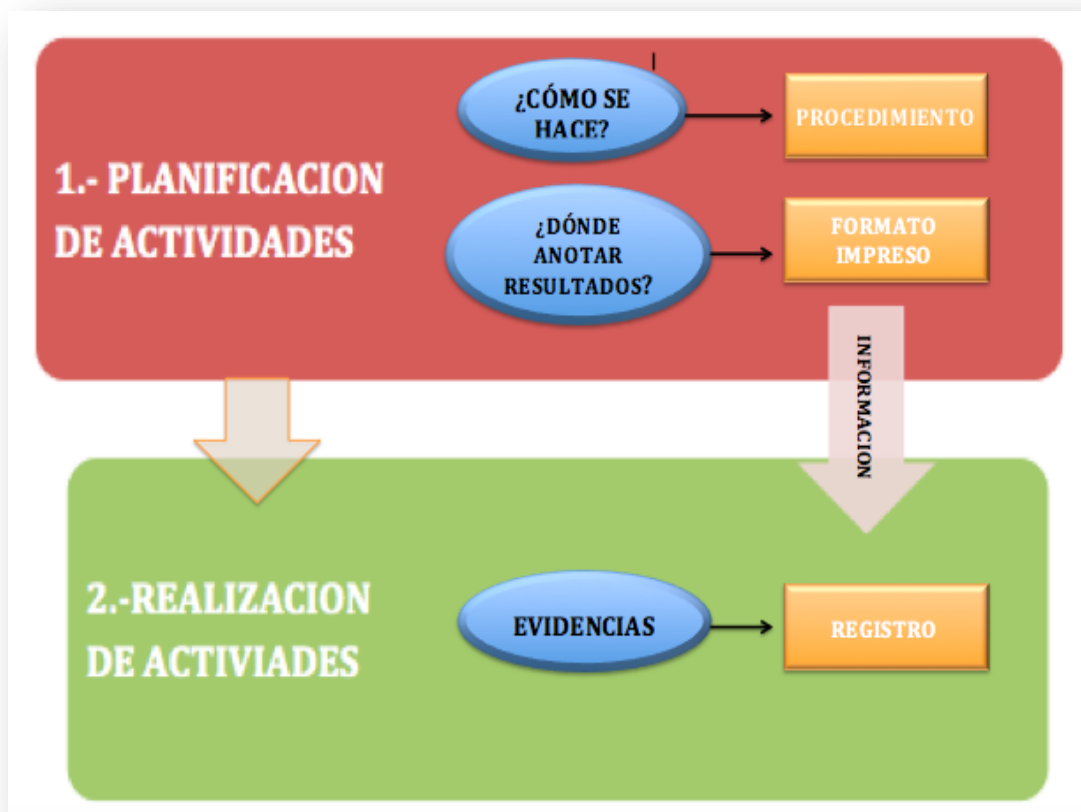 ¿CÓMO SE
HACE?
PROCEDIMIENTO
1.- PLANIFICACION
DE ACTIVIDADES
¿DÓNDE
ANOTAR
RESULTADOS?
FORMATO
IMPRESO
INFORMACION
2.-REALIZACION
DE ACTIVIADES
EVIDENCIAS
REGISTRO